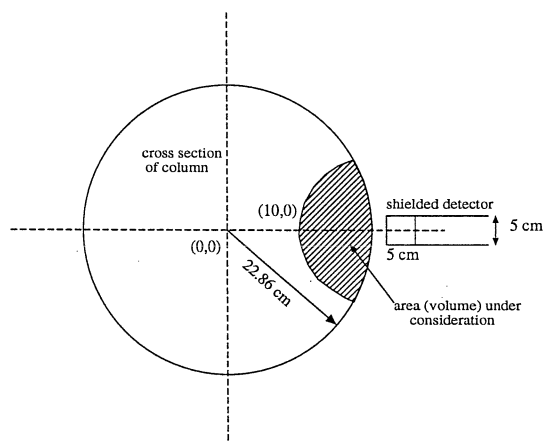 cross section
of column
(10,0)
shielded detector
5 cm
(0,0)
5 cm
22.86 cm
area (volume) under
consideration